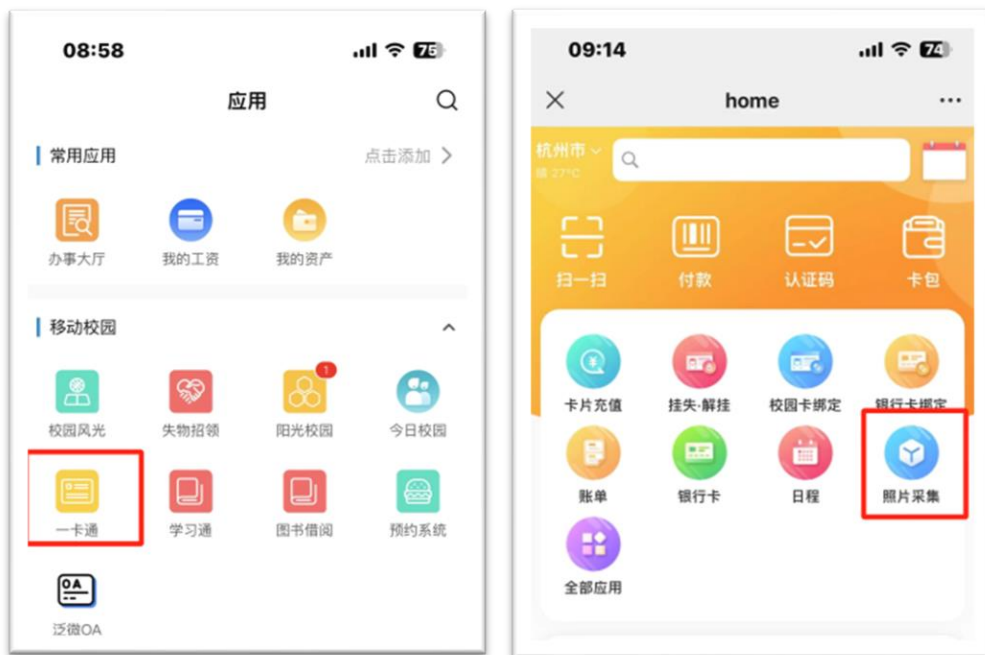 08:58
75
应用
常用应用
点击添加
办事大厅
我的工资
我的资产
移动校园
1
校园风光
失物招领
阳光校园
今日校园
一卡通
学习通
图书借阅
预约系统
OA
泛微OA
09:14
74
home
杭州市
晴 27°C
扫一扫
付款
认证码
卡包
卡片充值
挂失·解挂
校园卡绑定
银行卡绑定
账单
银行卡
日程
照片采集
全部应用